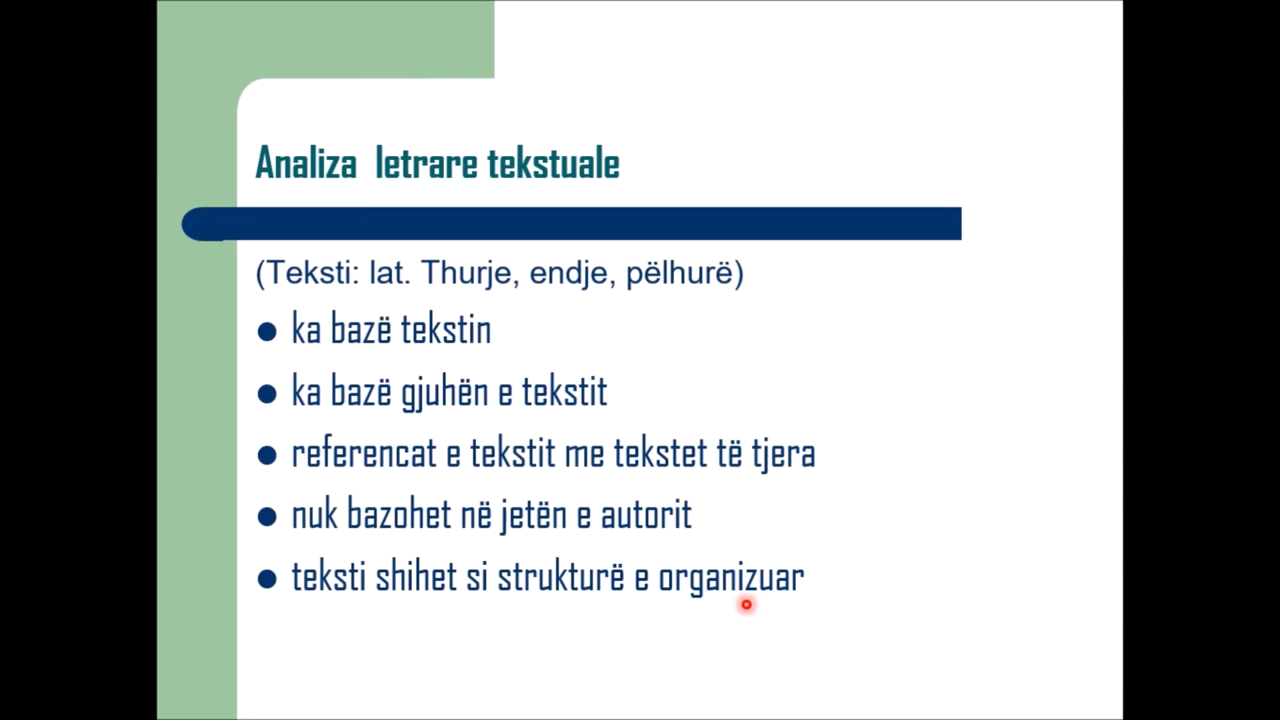 Analiza letrare tekstuale
(Teksti: lat. Thurje, endje, pëlhurë)
ka bazë tekstin
ka bazë gjuhën e tekstit
referencat e tekstit me tekstet të tjera
nuk bazohet në jetën e autorit
teksti shihet si strukturë e organizuar